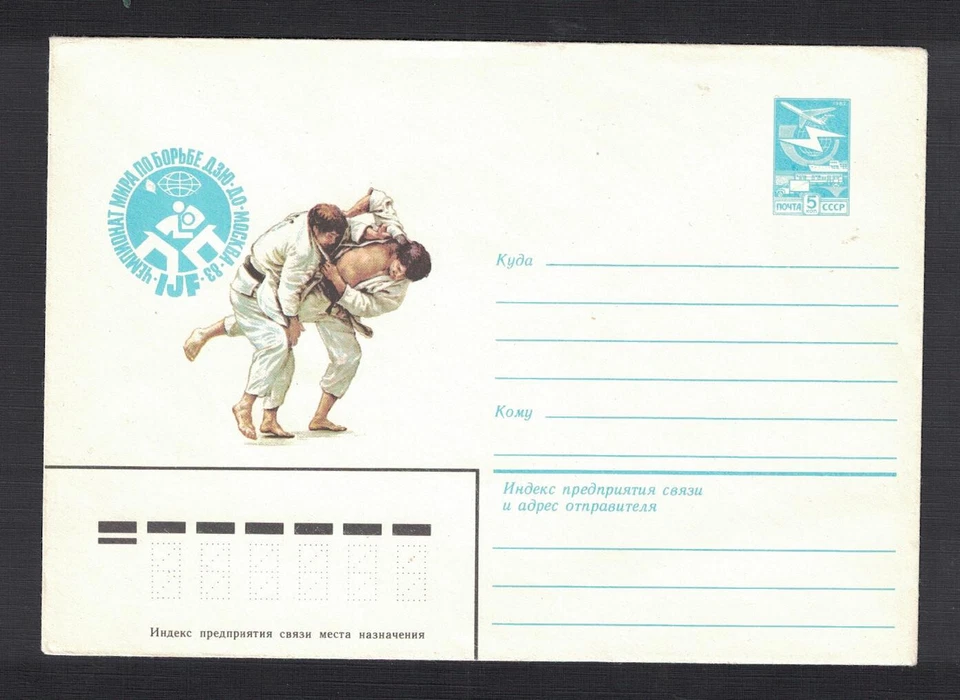 ЧЕМПИОНАТ МИРА ПО БОРЬБЕ ДЗЮ-ДО·МОСКВА·83·
IJF
1982
ПОЧТА 5 СССР
Куда
Кому
Индекс предприятия связи
и адрес отправителя
Индекс предприятия связи места назначения